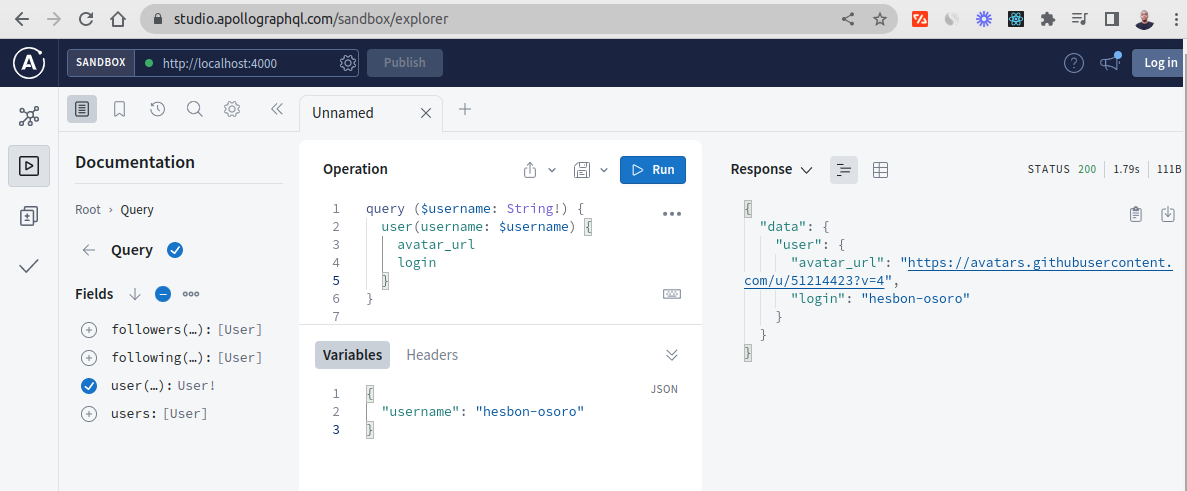 studio.apollographql.com/sandbox/explorer
SANDBOX http://localhost:4000 Publish Log in
Unnamed
Documentation
Root › Query
Query
Fields
followers(…): [User]
following(…): [User]
user(…): User!
users: [User]
Operation Run
1 query ($username: String!) {
2 user(username: $username) {
3 avatar_url
4 login
5 }
6 }
7
Variables Headers
JSON
1 {
2 "username": "hesbon-osoro"
3 }
Response STATUS 200 1.79s 111B
{
"data": {
"user": {
"avatar_url": "https://avatars.githubusercontent.
com/u/51214423?v=4",
"login": "hesbon-osoro"
}
}
}